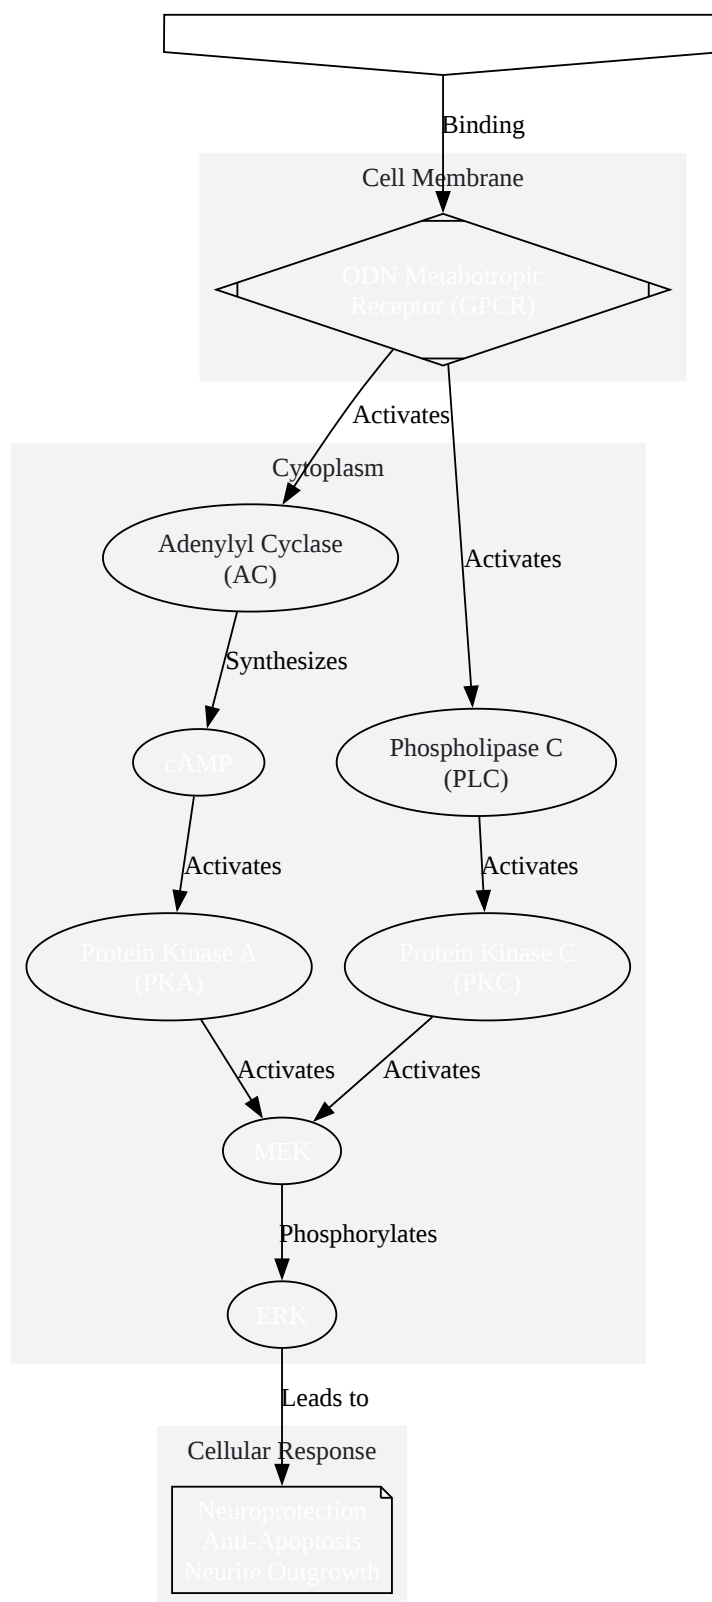 Binding
Cell Membrane
ODN Metabotropic
Receptor (GPCR)
Activates
Cytoplasm
Adenylyl Cyclase
(AC)
Activates
Synthesizes
cAMP
Phospholipase C
(PLC)
Activates
Activates
Protein Kinase A
(PKA)
Protein Kinase C
(PKC)
Activates
Activates
MEK
Phosphorylates
ERK
Leads to
Cellular Response
Neuroprotection
Anti-Apoptosis
Neurite Outgrowth